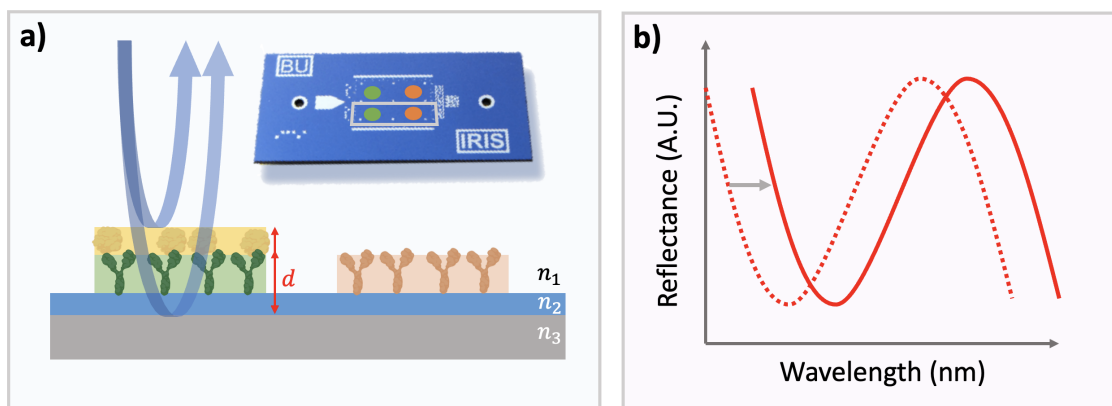 a)
BU
IRIS
d
n1
n2
n3
b)
Reflectance (A.U.)
Wavelength (nm)